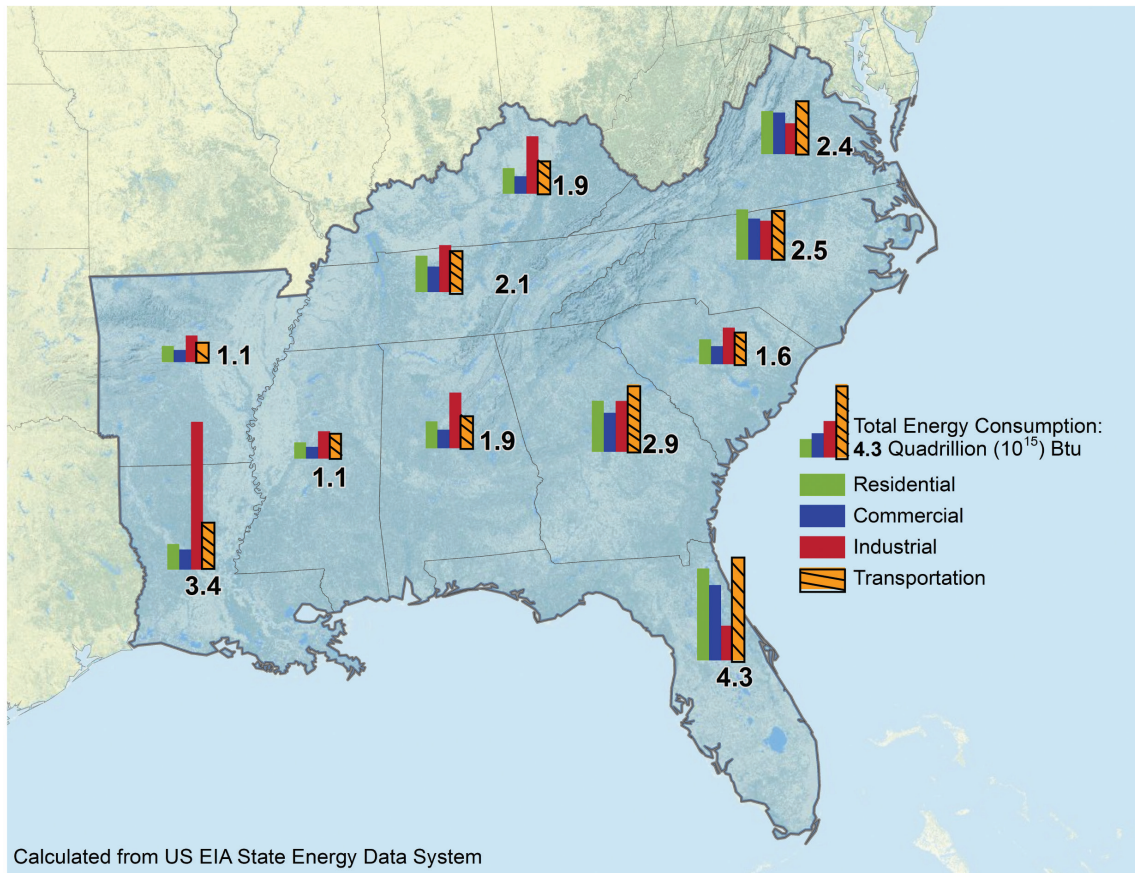 2.4
1.9
2.5
2.1
1.1
1.6
1.9
2.9
1.1
3.4
4.3
Total Energy Consumption:
4.3 Quadrillion (10¹⁵) Btu
Residential
Commercial
Industrial
Transportation
Calculated from US EIA State Energy Data System